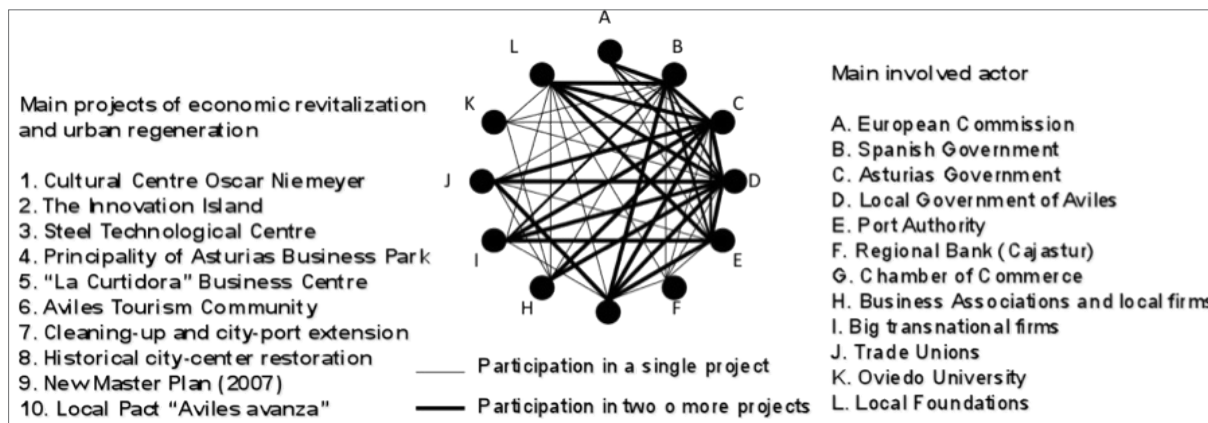 Main projects of economic revitalization
and urban regeneration
1. Cultural Centre Oscar Niemeyer
2. The Innovation Island
3. Steel Technological Centre
4. Principality of Asturias Business Park
5. “La Curtidora” Business Centre
6. Aviles Tourism Community
7. Cleaning-up and city-port extension
8. Historical city-center restoration
9. New Master Plan (2007)
10. Local Pact “Aviles avanza”
A
B
C
D
E
F
H
I
J
K
L
Participation in a single project
Participation in two o more projects
Main involved actor
A. European Commission
B. Spanish Government
C. Asturias Government
D. Local Government of Aviles
E. Port Authority
F. Regional Bank (Cajastur)
G. Chamber of Commerce
H. Business Associations and local firms
I. Big transnational firms
J. Trade Unions
K. Oviedo University
L. Local Foundations